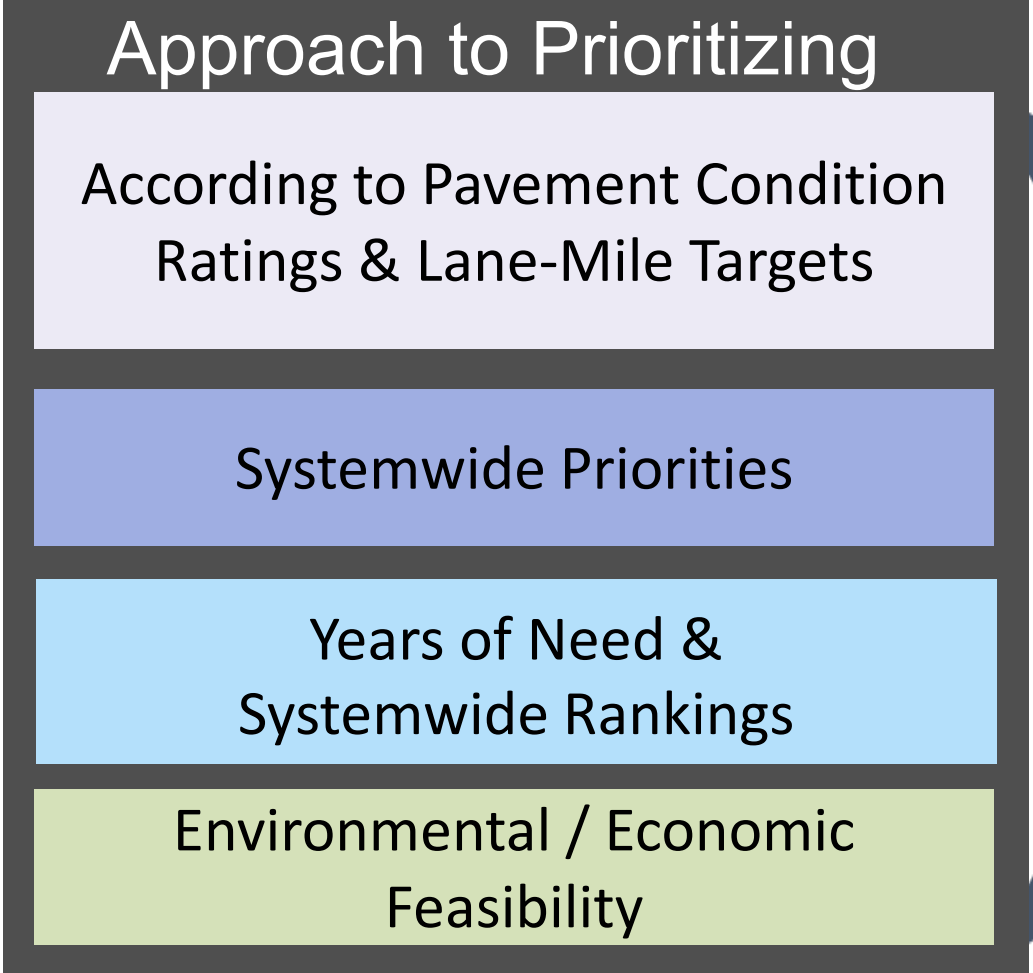 Approach to Prioritizing
According to Pavement Condition
Ratings & Lane-Mile Targets
Systemwide Priorities
Years of Need &
Systemwide Rankings
Environmental / Economic
Feasibility